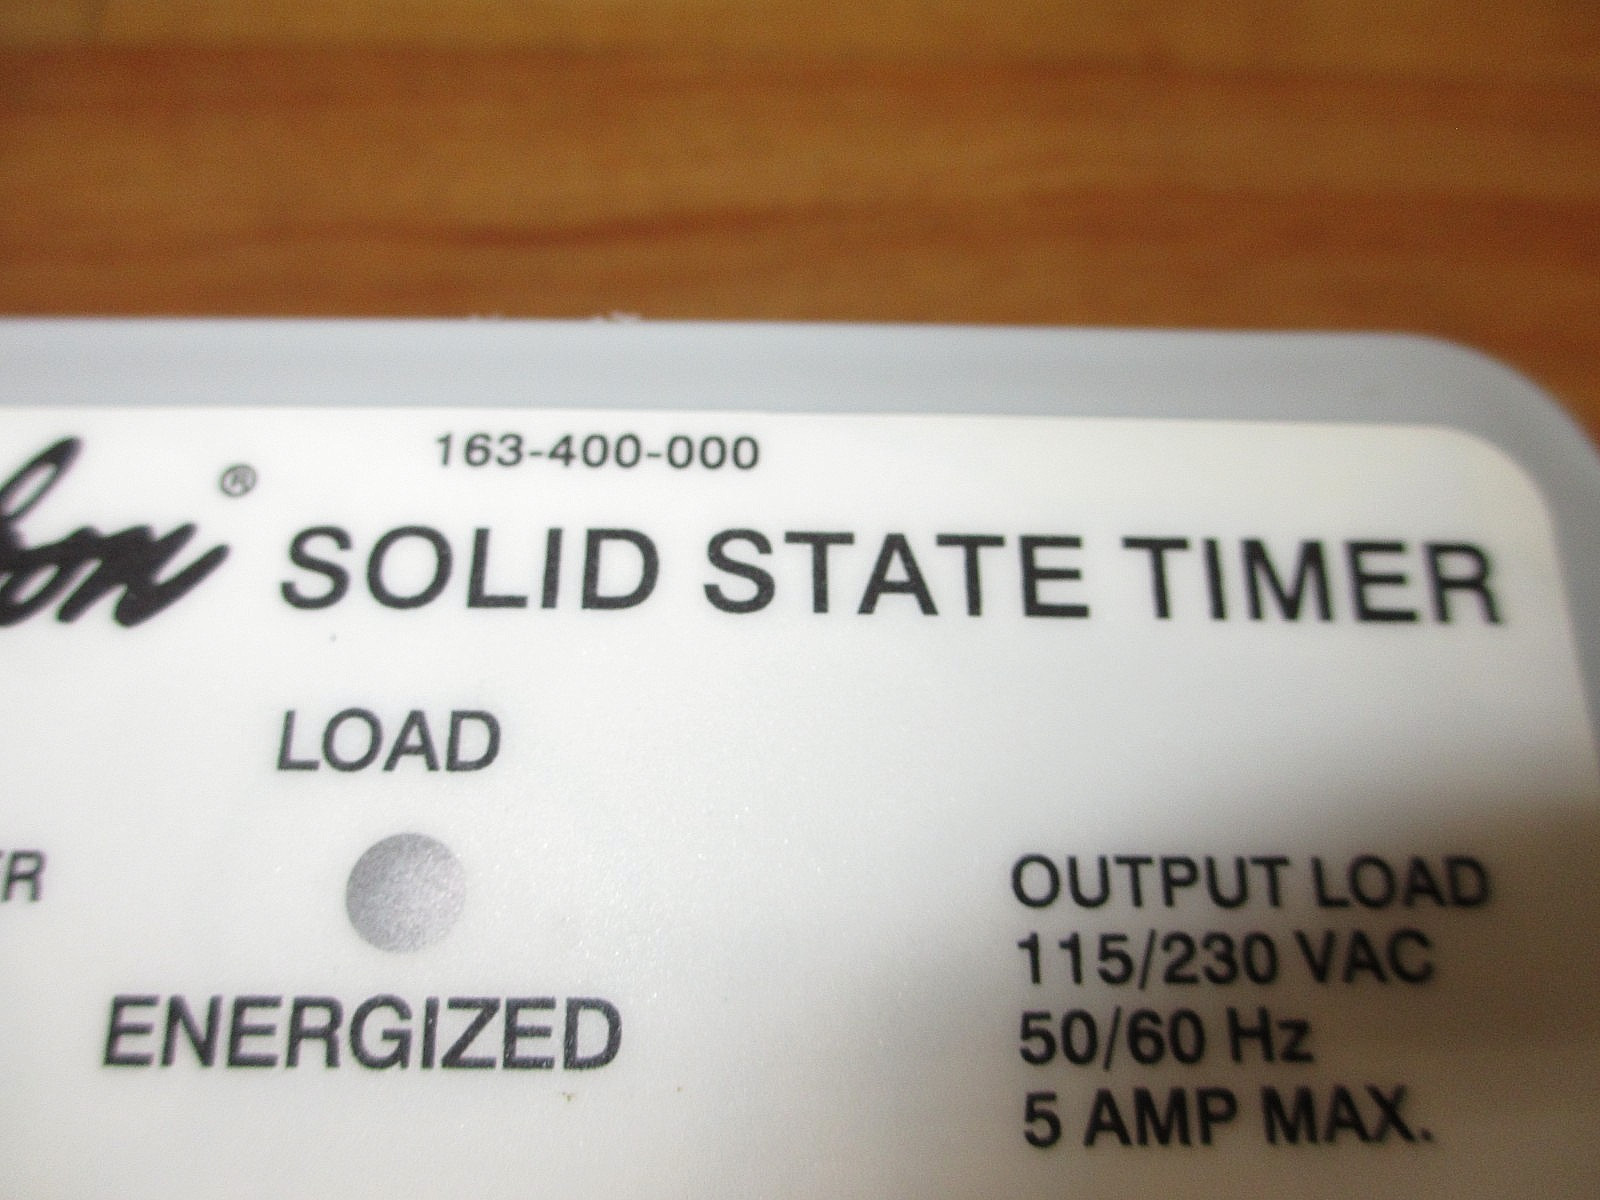 163-400-000
® SOLID STATE TIMER
LOAD
ENERGIZED
OUTPUT LOAD
115/230 VAC
50/60 Hz
5 AMP MAX.